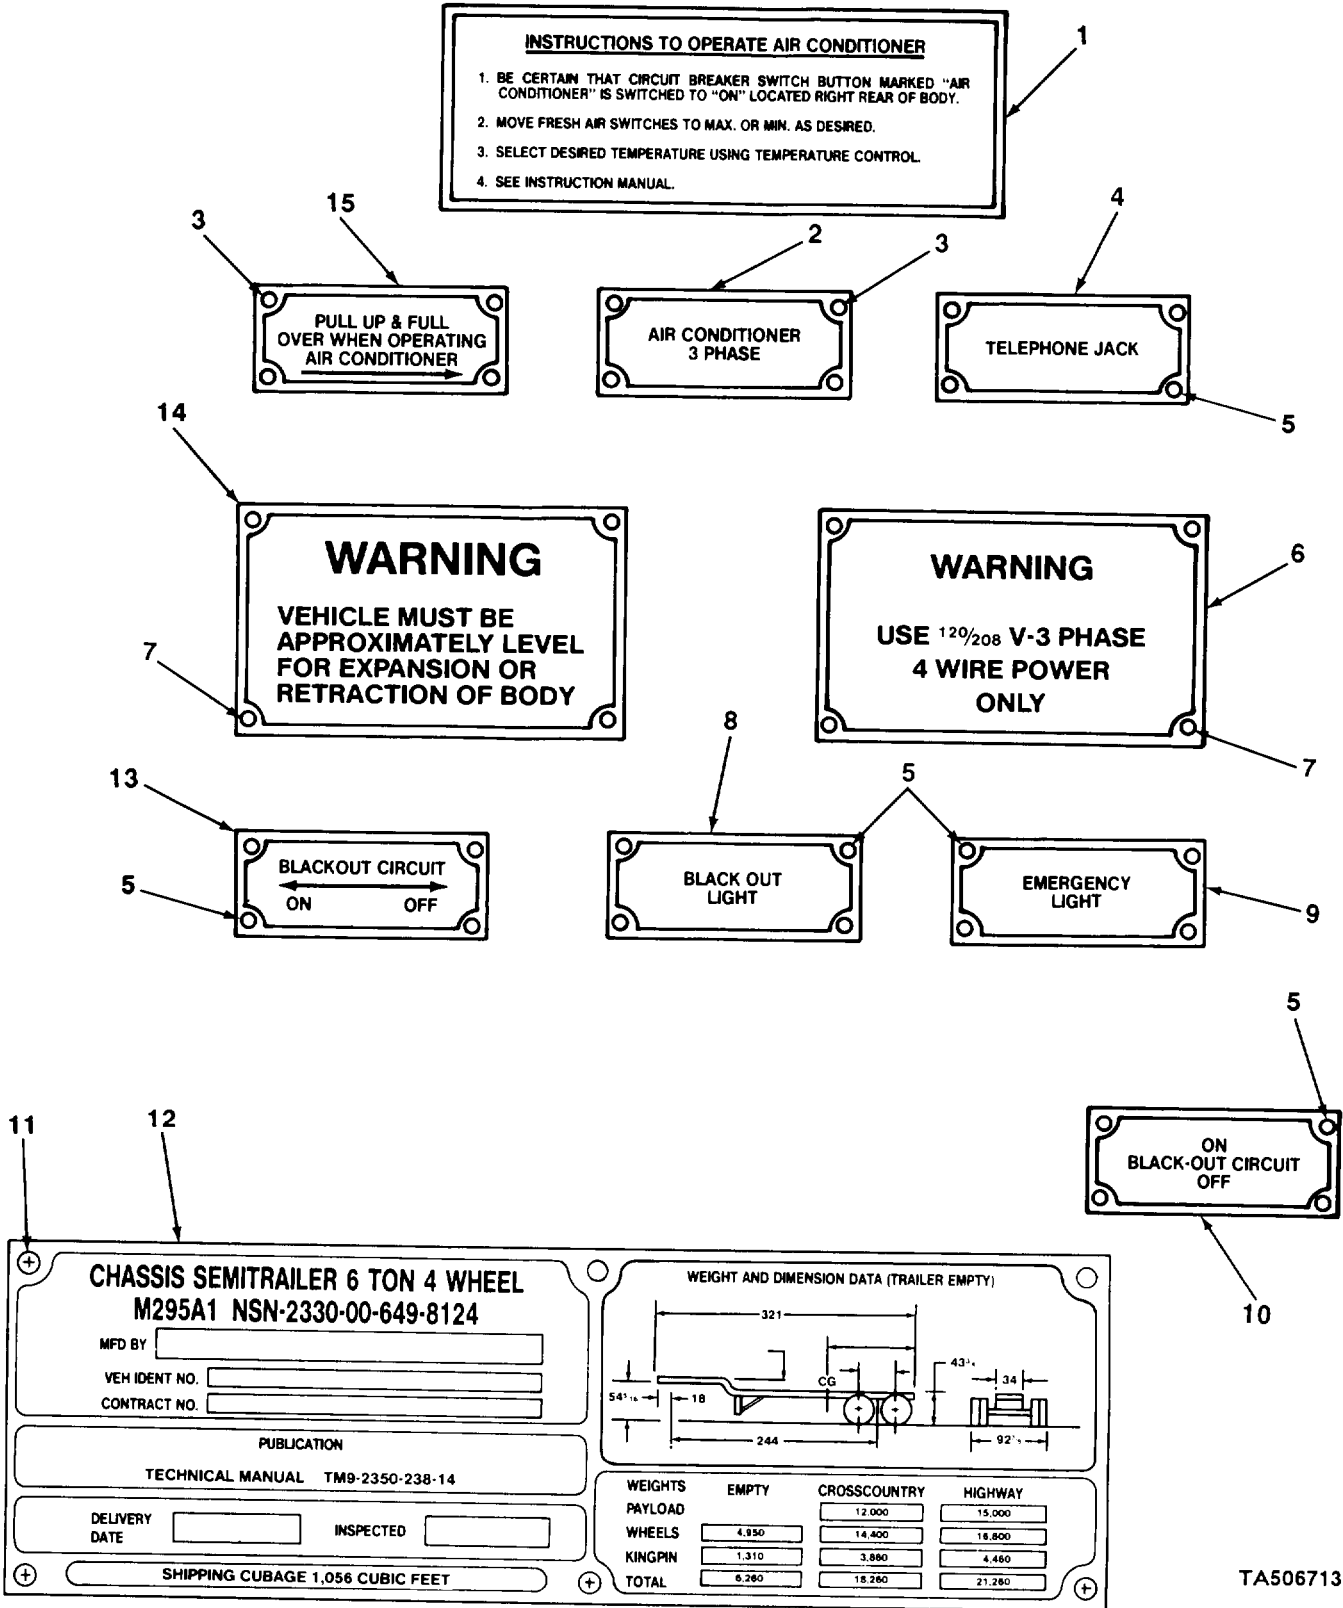 INSTRUCTIONS TO OPERATE AIR CONDITIONER
1. BE CERTAIN THAT CIRCUIT BREAKER SWITCH BUTTON MARKED "AIR
CONDITIONER" IS SWITCHED TO "ON" LOCATED RIGHT REAR OF BODY.
2. MOVE FRESH AIR SWITCHES TO MAX. OR MIN. AS DESIRED.
3. SELECT DESIRED TEMPERATURE USING TEMPERATURE CONTROL.
4. SEE INSTRUCTION MANUAL.
1
3
15
2
3
4
PULL UP & FULL
OVER WHEN OPERATING
AIR CONDITIONER
AIR CONDITIONER
3 PHASE
TELEPHONE JACK
5
14
WARNING
VEHICLE MUST BE
APPROXIMATELY LEVEL
FOR EXPANSION OR
RETRACTION OF BODY
7
WARNING
USE 120/208 V-3 PHASE
4 WIRE POWER
ONLY
6
7
13
8
5
BLACKOUT CIRCUIT
ON OFF
5
BLACK OUT
LIGHT
EMERGENCY
LIGHT
9
5
ON
BLACK-OUT CIRCUIT
OFF
10
11
12
CHASSIS SEMITRAILER 6 TON 4 WHEEL
M295A1 NSN-2330-00-649-8124
MFD BY
VEH IDENT NO.
CONTRACT NO.
PUBLICATION
TECHNICAL MANUAL TM9-2350-238-14
DELIVERY
DATE
INSPECTED
SHIPPING CUBAGE 1,056 CUBIC FEET
WEIGHT AND DIMENSION DATA (TRAILER EMPTY)
321
CG
18
244
34
WEIGHTS EMPTY CROSSCOUNTRY HIGHWAY
PAYLOAD 12,000 15,000
WHEELS 4,950 14,400 16,800
KINGPIN 1,310 3,860 4,460
TOTAL 6,260 18,260 21,260
TA506713